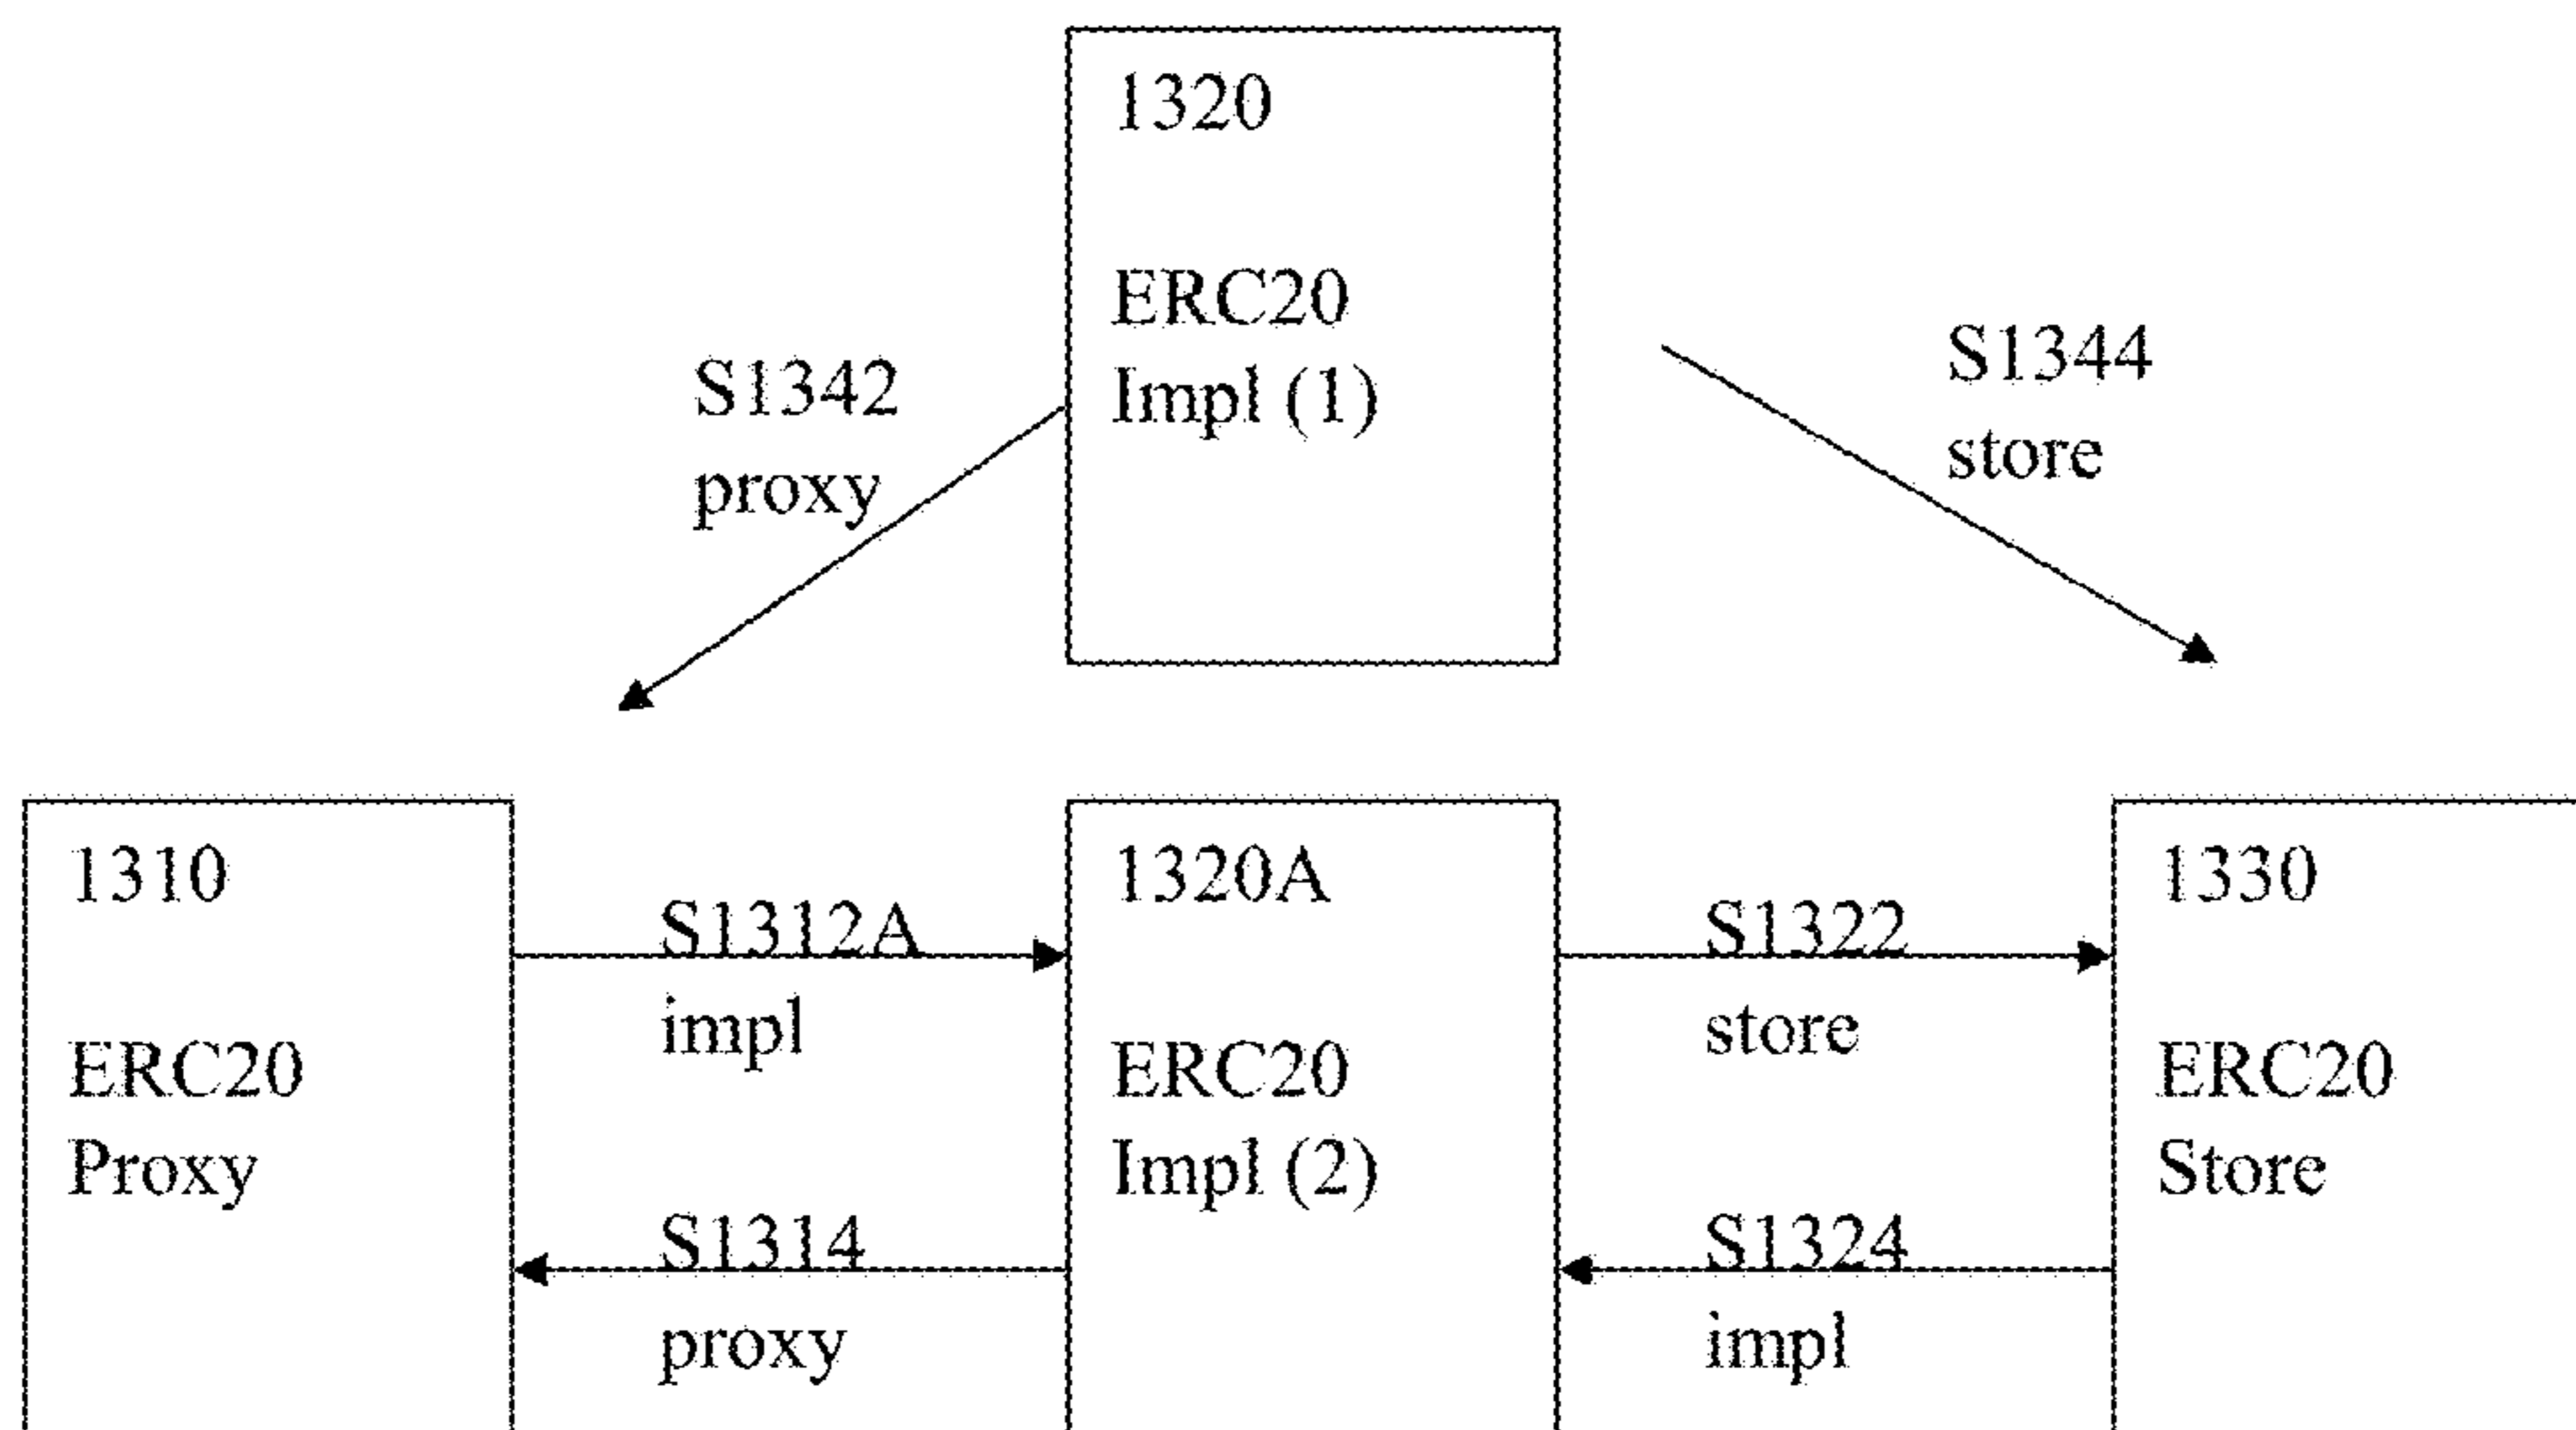 1320
ERC20
Impl (1)
S1342
proxy
S1344
store
1310
ERC20
Proxy
S1312A
impl
S1314
proxy
1320A
ERC20
Impl (2)
S1322
store
S1324
impl
1330
ERC20
Store